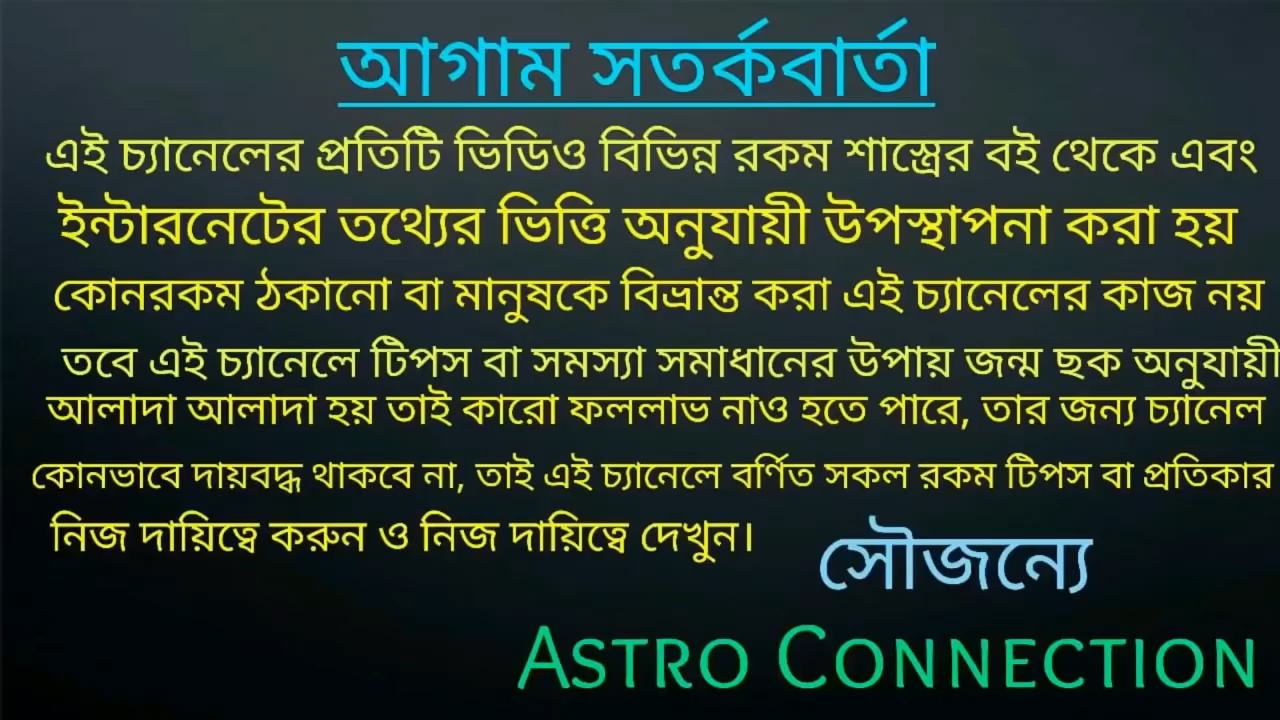 আগাম সতর্কবার্তা
এই চ্যানেলের প্রতিটি ভিডিও বিভিন্ন রকম শাস্ত্রের বই থেকে এবং
ইন্টারনেটের তথ্যের ভিত্তি অনুযায়ী উপস্থাপনা করা হয়
কোনরকম ঠকানো বা মানুষকে বিভ্রান্ত করা এই চ্যানেলের কাজ নয়
তবে এই চ্যানেলে টিপস বা সমস্যা সমাধানের উপায় জন্ম ছক অনুযায়ী
আলাদা আলাদা হয় তাই কারো ফললাভ নাও হতে পারে, তার জন্য চ্যানেল
কোনভাবে দায়বদ্ধ থাকবে না, তাই এই চ্যানেলে বর্ণিত সকল রকম টিপস বা প্রতিকার
নিজ দায়িত্বে করুন ও নিজ দায়িত্বে দেখুন।
সৌজন্যে
ASTRO CONNECTION